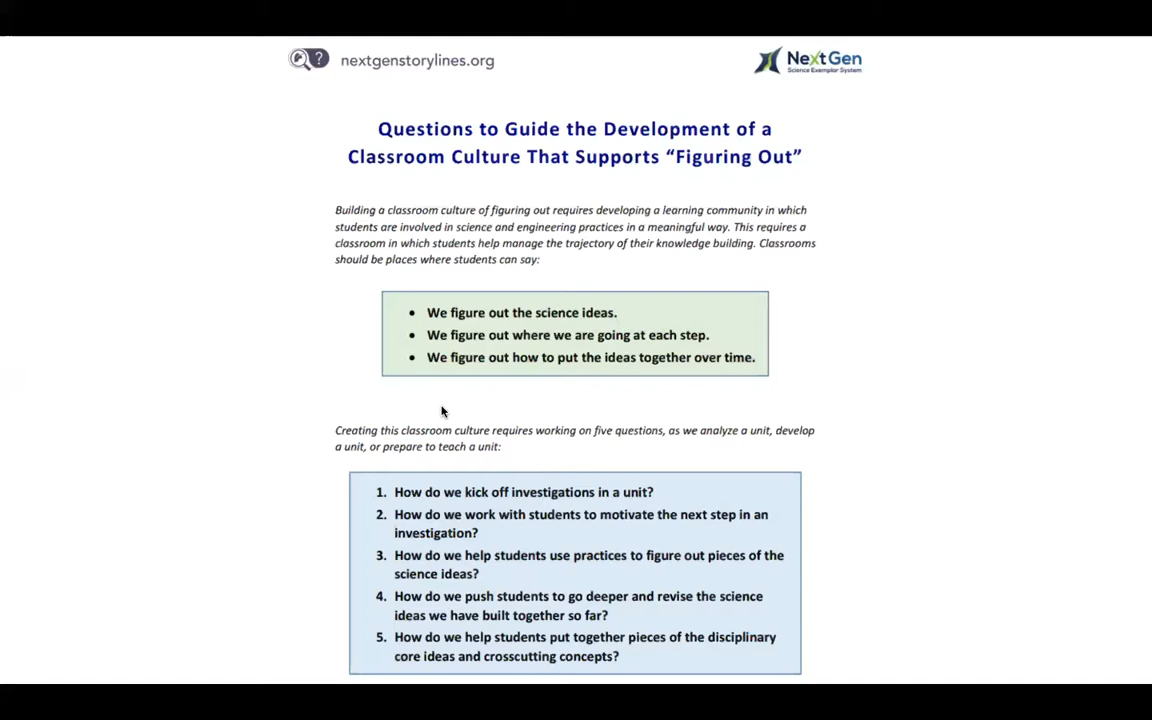 nextgenstorylines.org
NextGen
Science Exemplar System
Questions to Guide the Development of a
Classroom Culture That Supports “Figuring Out”
Building a classroom culture of figuring out requires developing a learning community in which
students are involved in science and engineering practices in a meaningful way. This requires a
classroom in which students help manage the trajectory of their knowledge building. Classrooms
should be places where students can say:
• We figure out the science ideas.
• We figure out where we are going at each step.
• We figure out how to put the ideas together over time.
Creating this classroom culture requires working on five questions, as we analyze a unit, develop
a unit, or prepare to teach a unit:
1. How do we kick off investigations in a unit?
2. How do we work with students to motivate the next step in an
investigation?
3. How do we help students use practices to figure out pieces of the
science ideas?
4. How do we push students to go deeper and revise the science
ideas we have built together so far?
5. How do we help students put together pieces of the disciplinary
core ideas and crosscutting concepts?